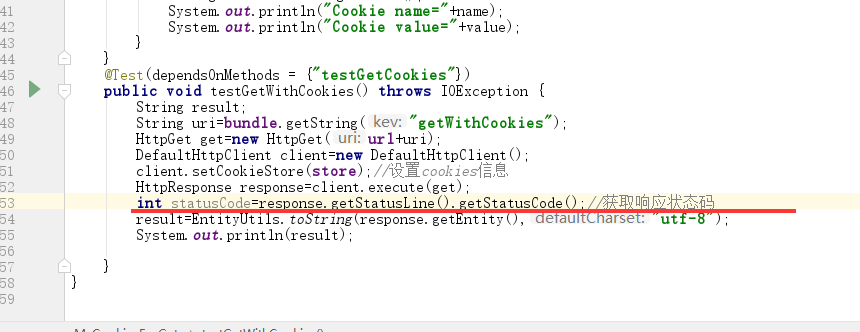 41 System.out.println("Cookie name="+name);
42 System.out.println("Cookie value="+value);
43 }
44 }
45 @Test(dependsOnMethods = {"testGetCookies"})
46 public void testGetWithCookies() throws IOException {
47 String result;
48 String uri=bundle.getString( key: "getWithCookies");
49 HttpGet get=new HttpGet( uri: url+uri);
50 DefaultHttpClient client=new DefaultHttpClient();
51 client.setCookieStore(store);//设置cookies信息
52 HttpResponse response=client.execute(get);
53 int statusCode=response.getStatusLine().getStatusCode();//获取响应状态码
54 result=EntityUtils.toString(response.getEntity(), defaultCharset: "utf-8");
55 System.out.println(result);
56
57 }
58 }
59